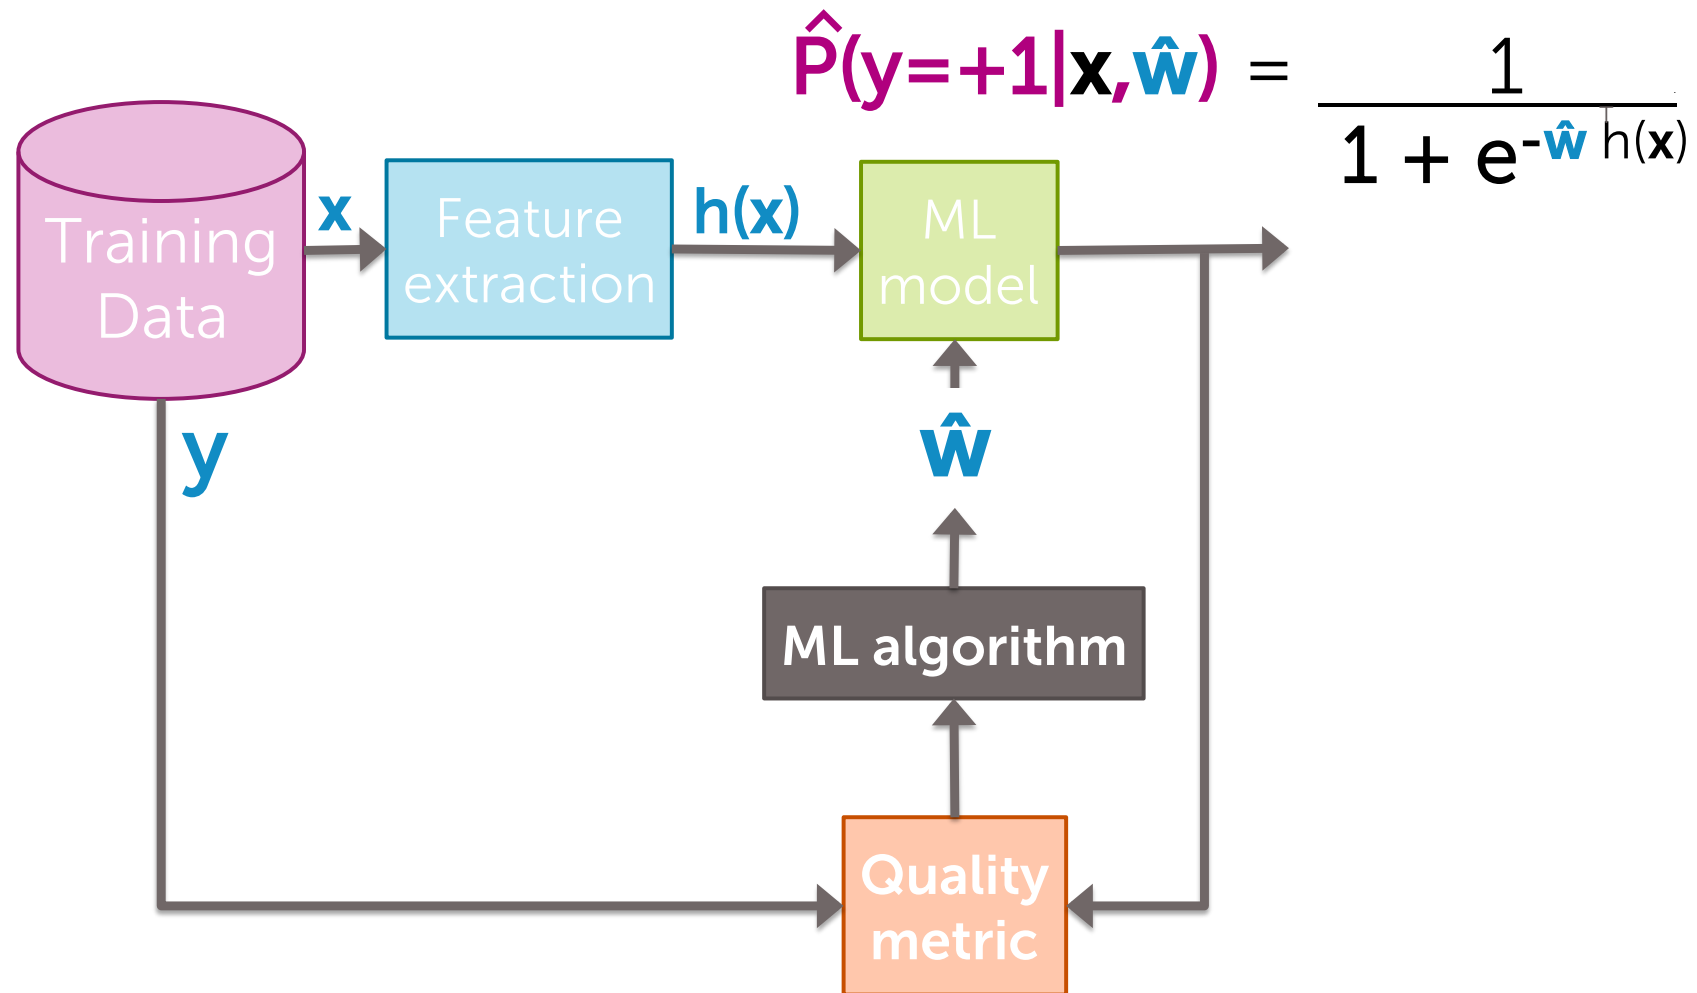 P̂(y=+1|x,ŵ) = 1
1 + e-ŵ⊤h(x)
x
h(x)
Training
Data
Feature
extraction
ML
model
y
ŵ
ML algorithm
Quality
metric